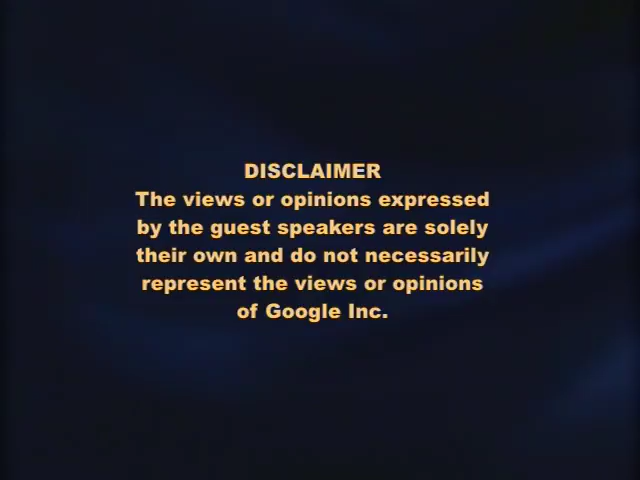 DISCLAIMER
The views or opinions expressed
by the guest speakers are solely
their own and do not necessarily
represent the views or opinions
of Google Inc.